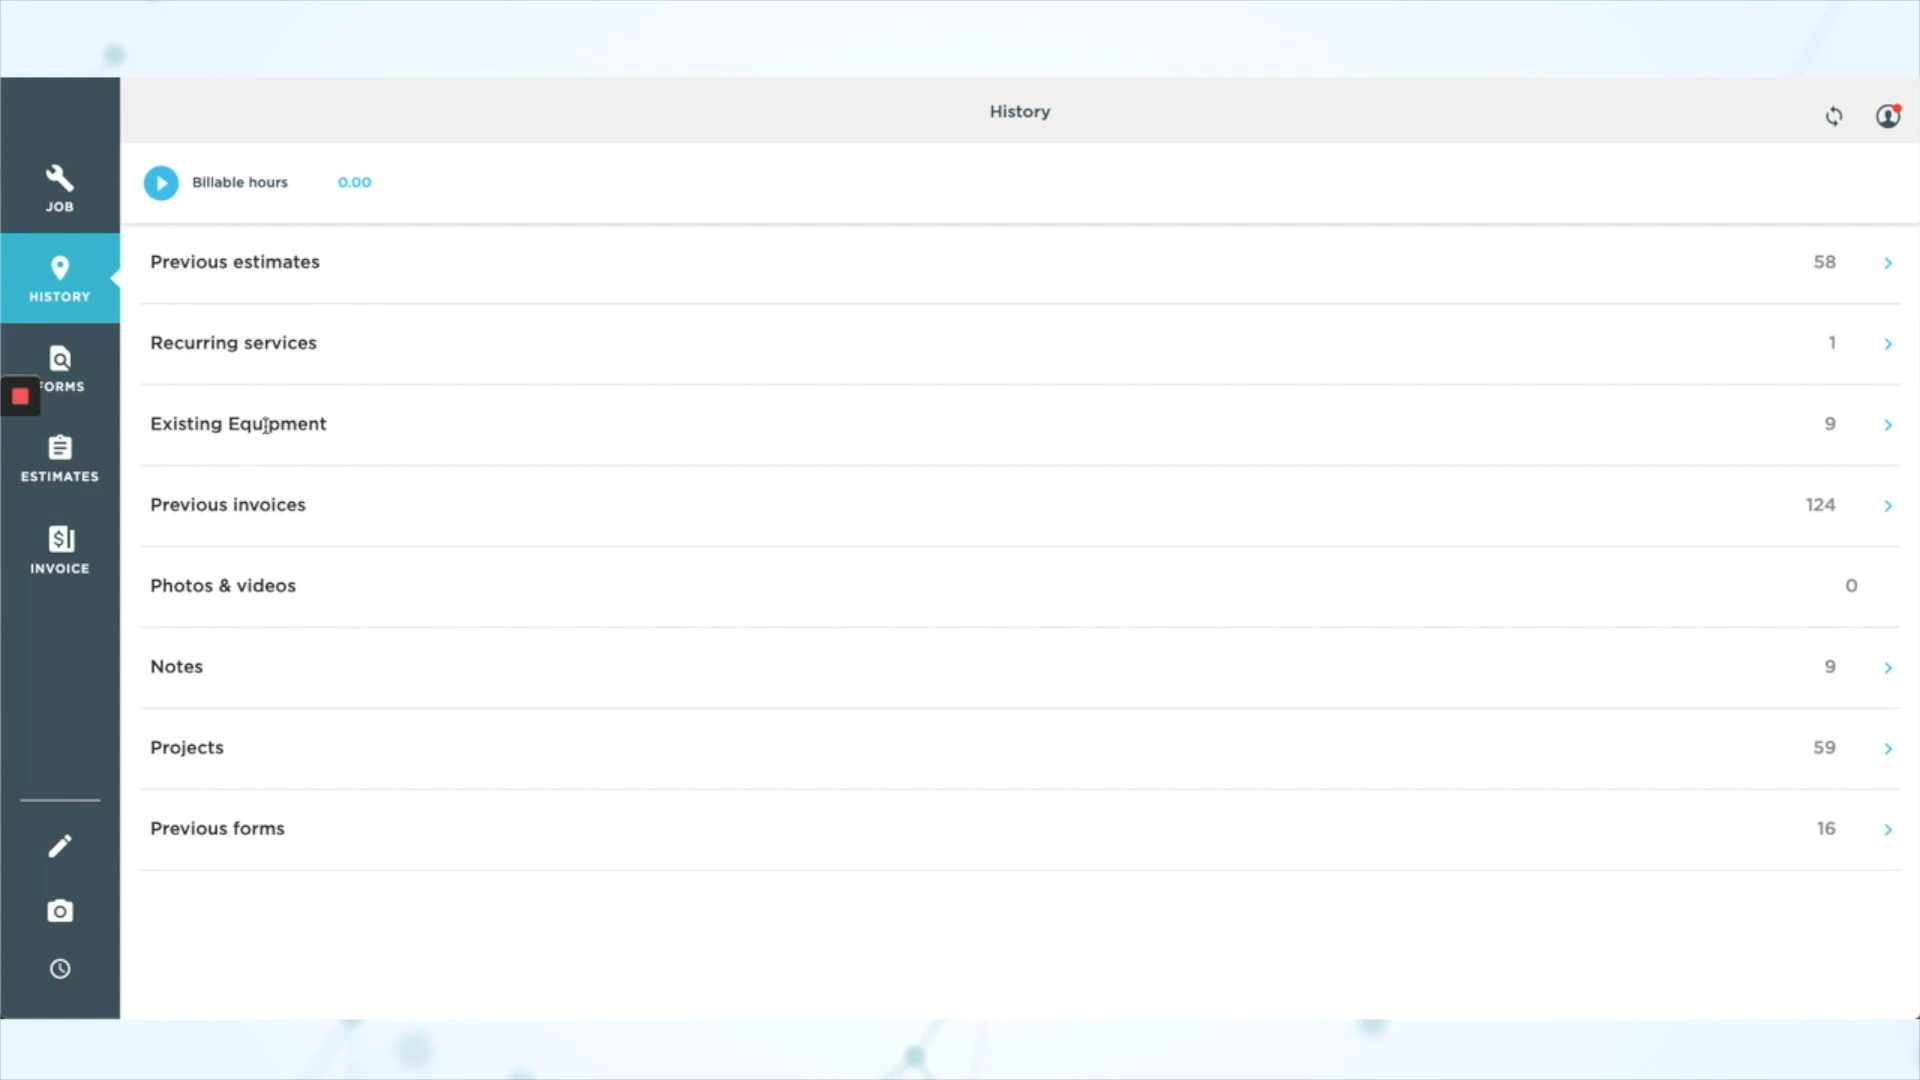 History
JOB
Billable hours 0.00
HISTORY
Previous estimates 58
Recurring services 1
FORMS
Existing Equipment 9
ESTIMATES
Previous invoices 124
INVOICE
Photos & videos 0
Notes 9
Projects 59
Previous forms 16